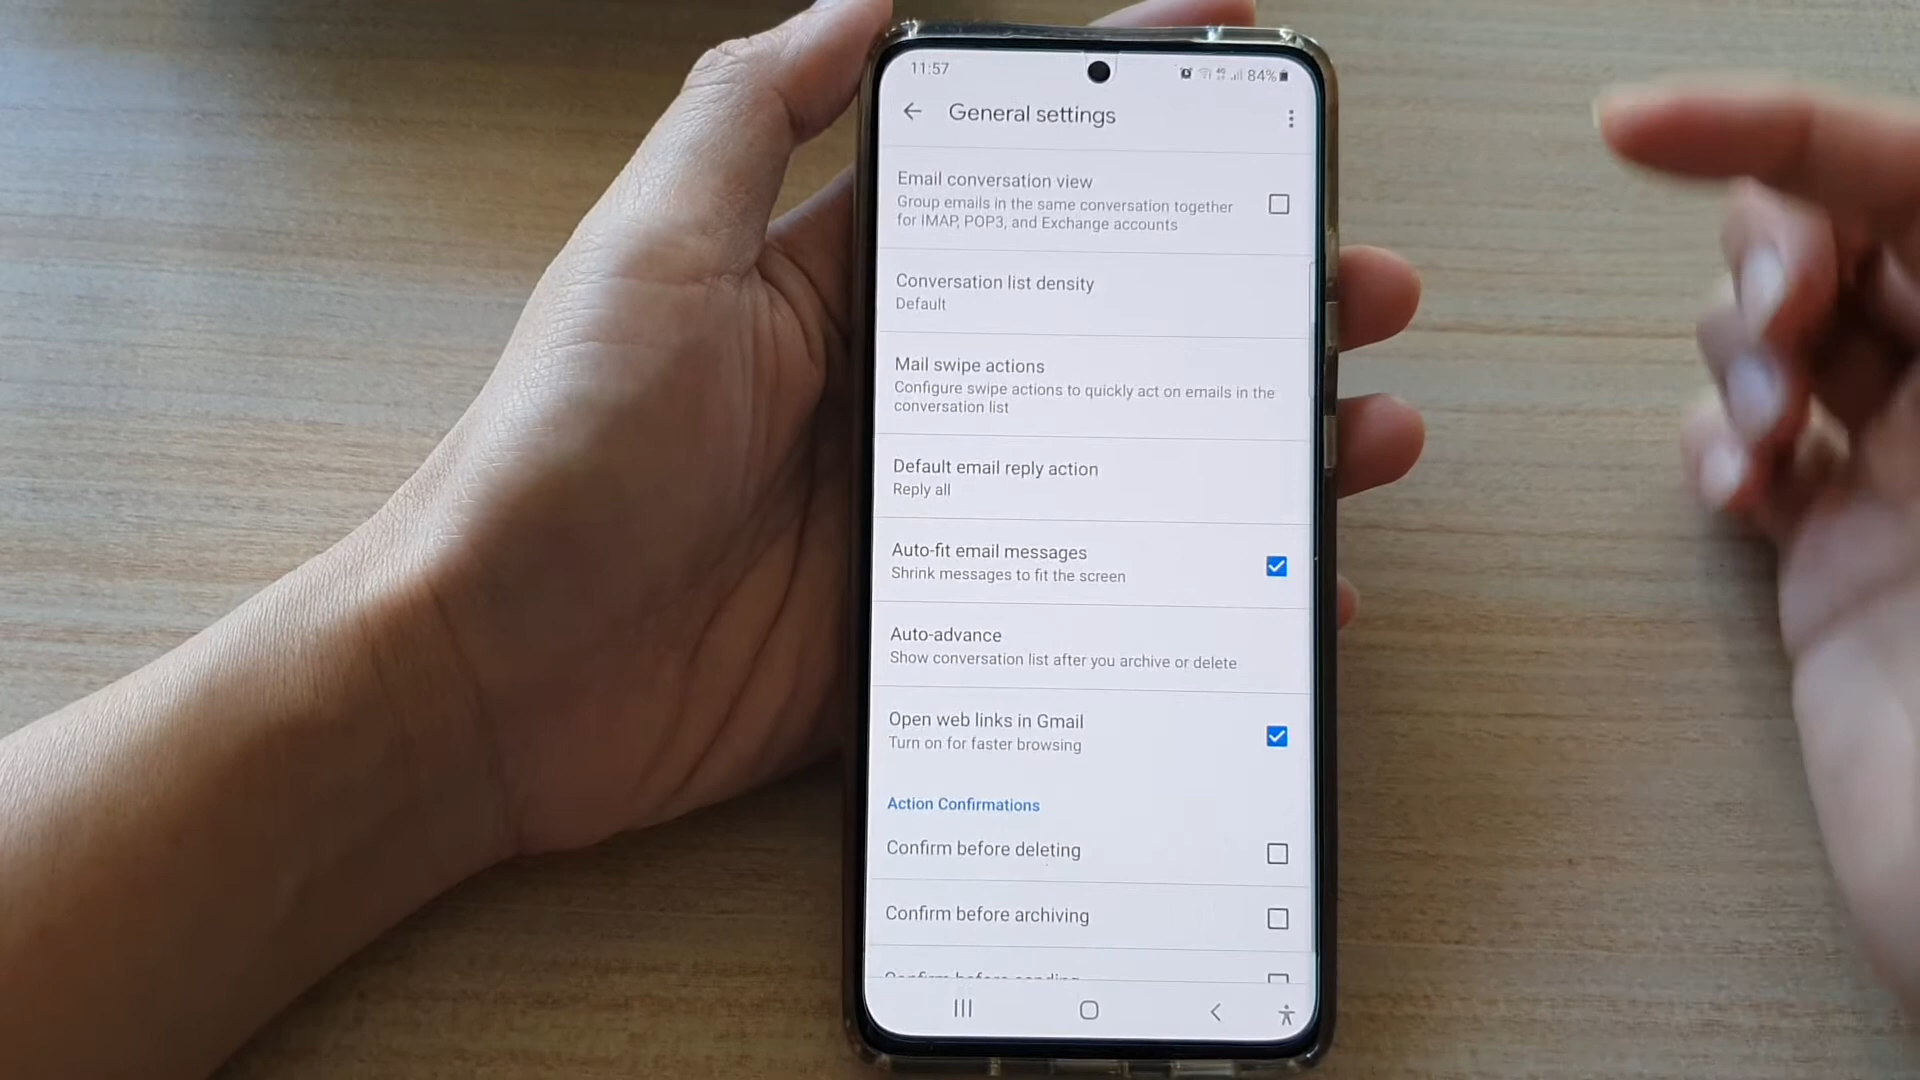 11:57
84%
General settings
Email conversation view
Group emails in the same conversation together
for IMAP, POP3, and Exchange accounts
Conversation list density
Default
Mail swipe actions
Configure swipe actions to quickly act on emails in the
conversation list
Default email reply action
Reply all
Auto-fit email messages
Shrink messages to fit the screen
Auto-advance
Show conversation list after you archive or delete
Open web links in Gmail
Turn on for faster browsing
Action Confirmations
Confirm before deleting
Confirm before archiving
Confirm before sending